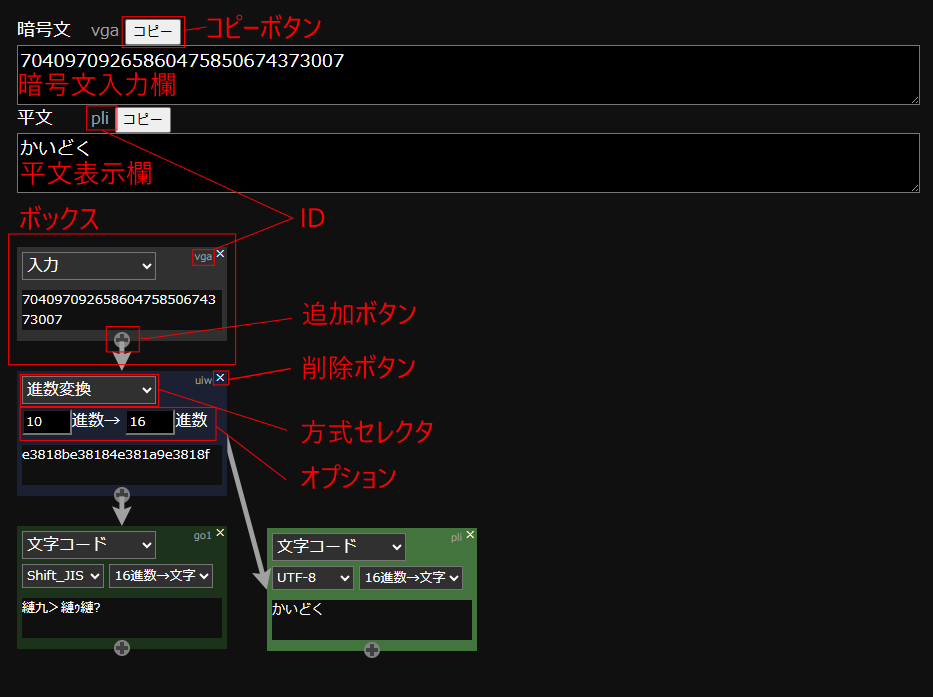 暗号文 vga コピー コピーボタン
70409709265860475850674373007
暗号文入力欄
平文 pli コピー
かいどく
平文表示欄
ボックス
ID
入力 vga ×
704097092658604758506743
73007
追加ボタン
削除ボタン
進数変換 uiw ×
10 進数→ 16 進数
方式セレクタ
e3818be38184e381a9e3818f
オプション
文字コード go1 ×
Shift_JIS 16進数→文字
縺九＞縺ｩ縺?
文字コード pli ×
UTF-8 16進数→文字
かいどく